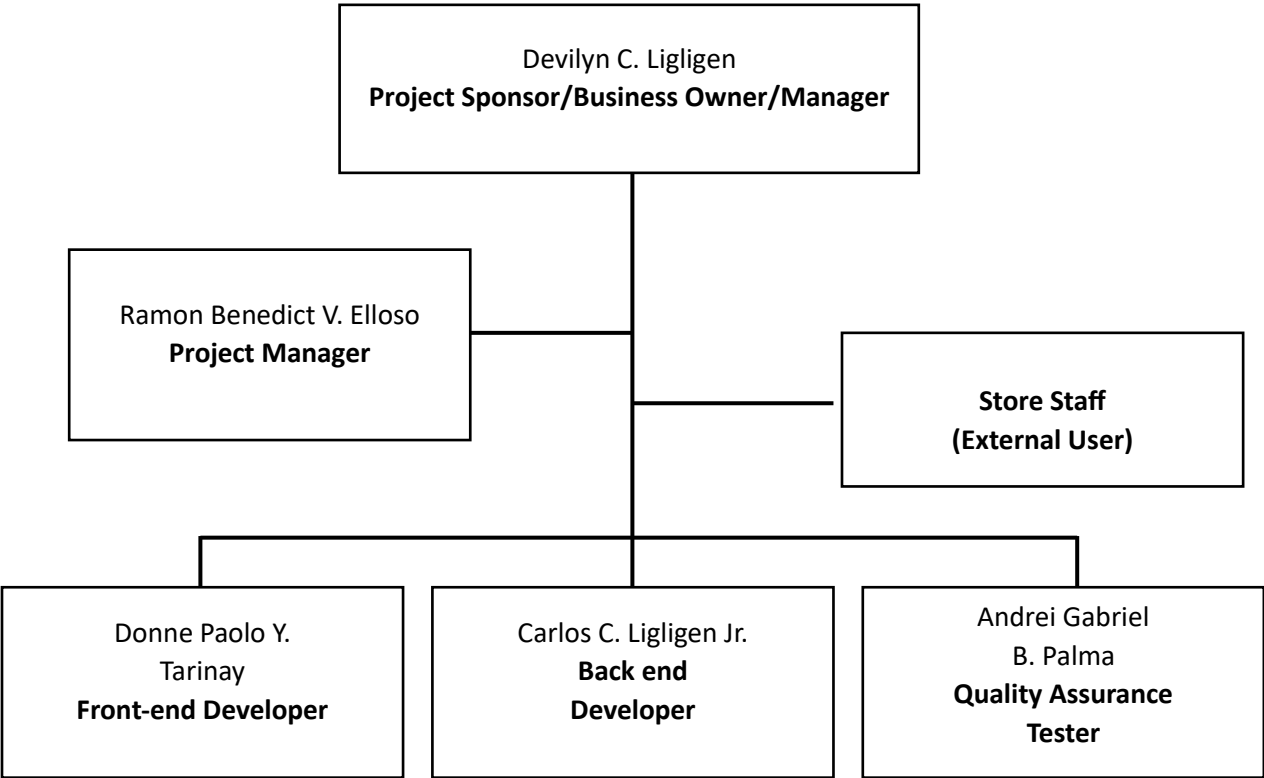 Devilyn C. Ligligen
Project Sponsor/Business Owner/Manager
Ramon Benedict V. Elloso
Project Manager
Store Staff
(External User)
Donne Paolo Y.
Tarinay
Front-end Developer
Carlos C. Ligligen Jr.
Back end
Developer
Andrei Gabriel
B. Palma
Quality Assurance
Tester